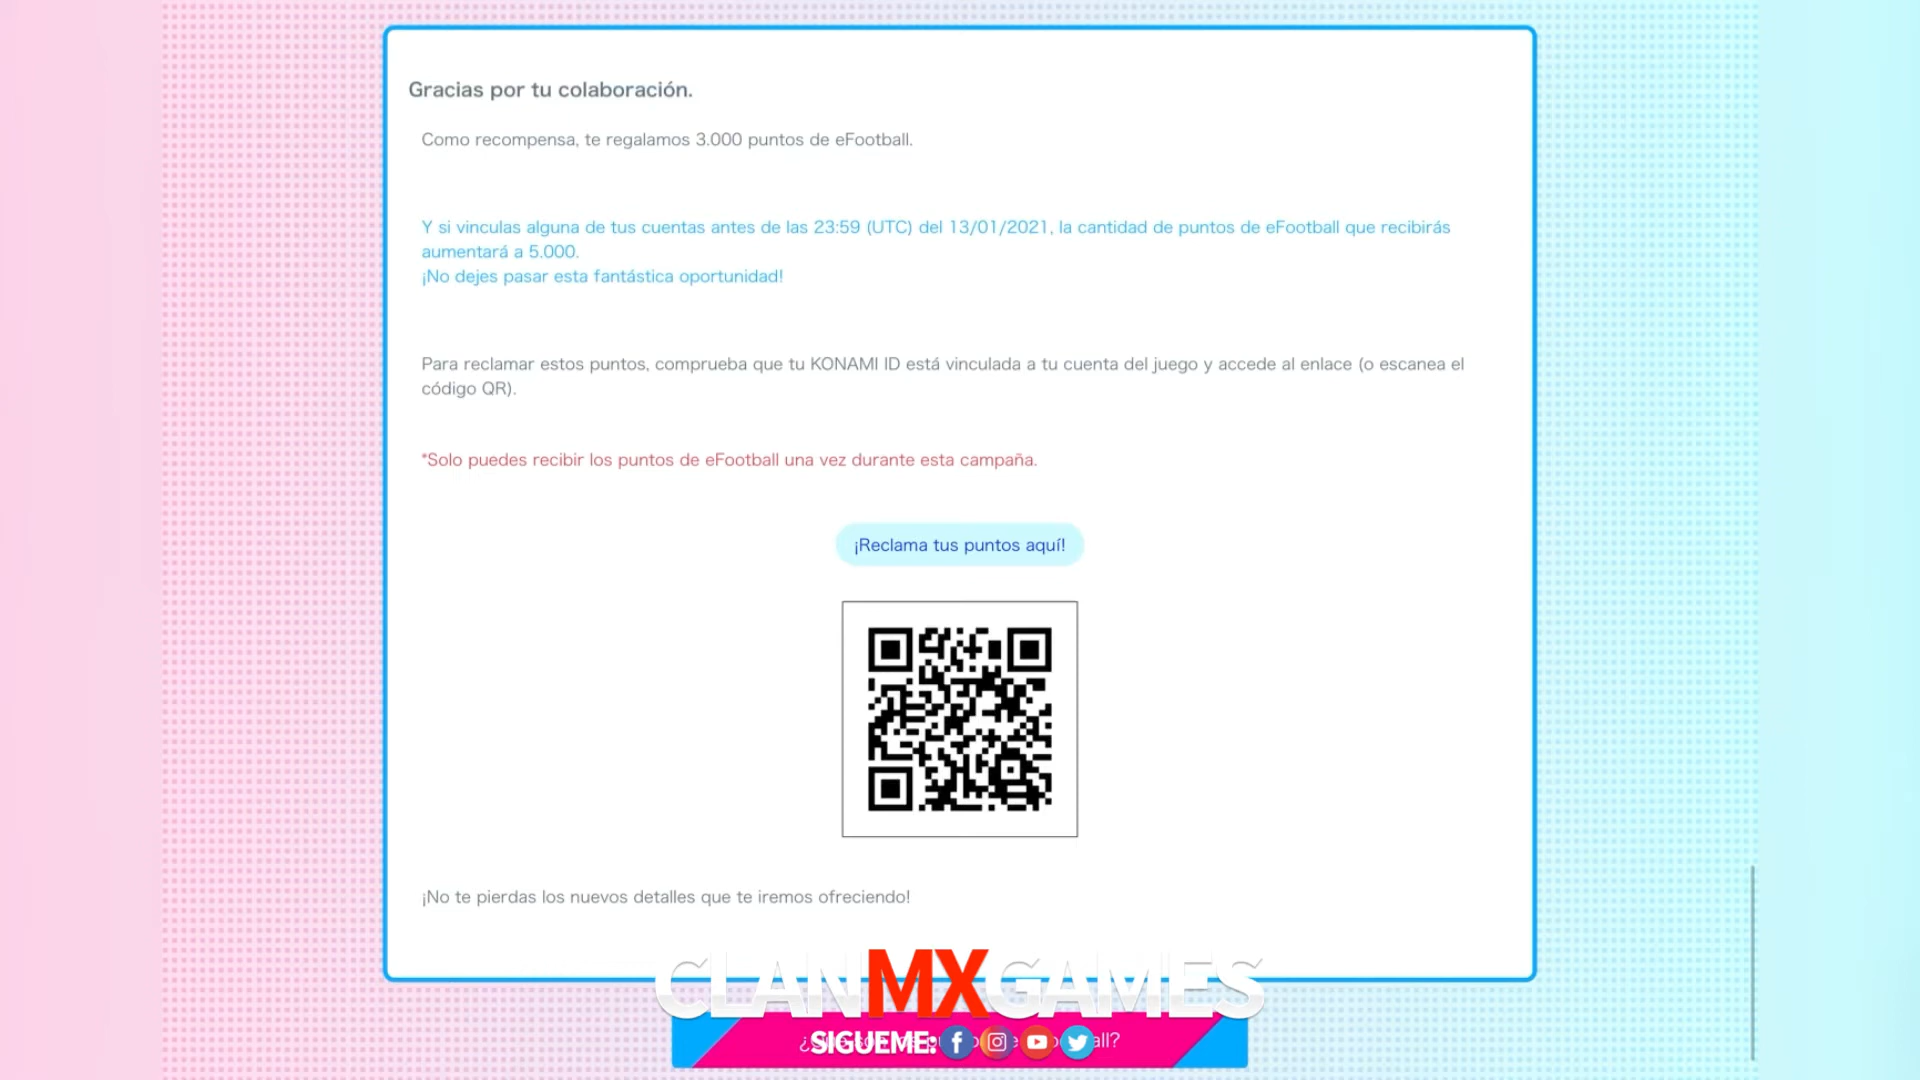 Gracias por tu colaboración.
Como recompensa, te regalamos 3.000 puntos de eFootball.
Y si vinculas alguna de tus cuentas antes de las 23:59 (UTC) del 13/01/2021, la cantidad de puntos de eFootball que recibirás
aumentará a 5.000.
¡No dejes pasar esta fantástica oportunidad!
Para reclamar estos puntos, comprueba que tu KONAMI ID está vinculada a tu cuenta del juego y accede al enlace (o escanea el
código QR).
*Solo puedes recibir los puntos de eFootball una vez durante esta campaña.
¡Reclama tus puntos aquí!
¡No te pierdas los nuevos detalles que te iremos ofreciendo!
CLANMXGAMES
SIGUEME: